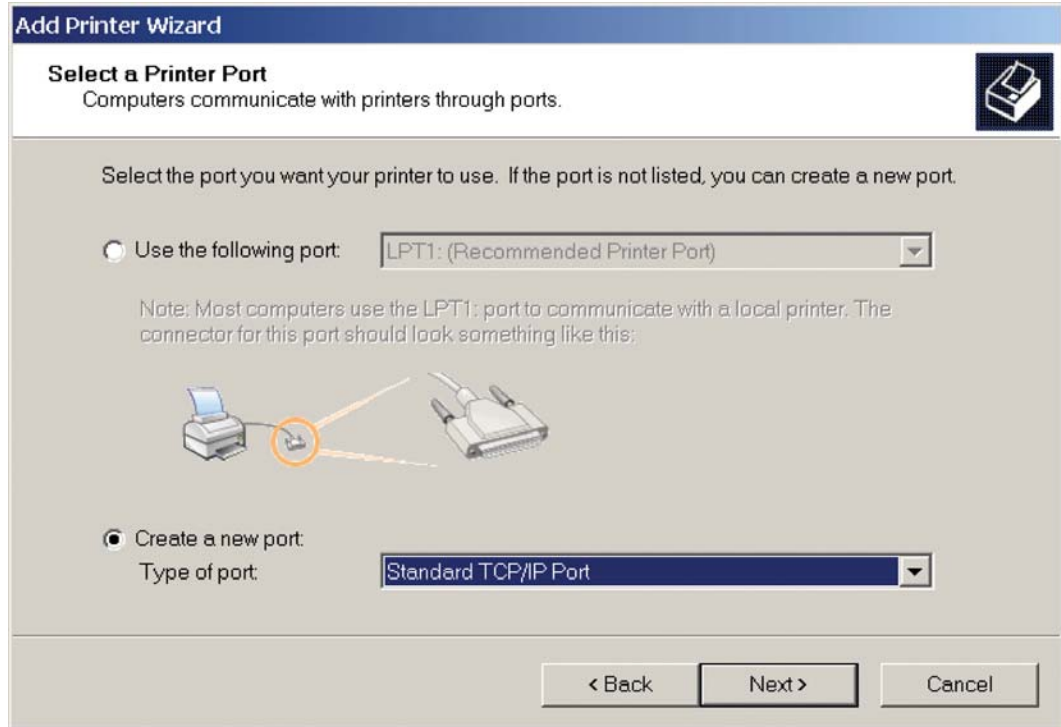 Add Printer Wizard
Select a Printer Port
Computers communicate with printers through ports.
Select the port you want your printer to use. If the port is not listed, you can create a new port.
Use the following port:
LPT1: (Recommended Printer Port)
Note: Most computers use the LPT1: port to communicate with a local printer. The
connector for this port should look something like this:
Create a new port:
Type of port:
Standard TCP/IP Port
< Back
Next >
Cancel